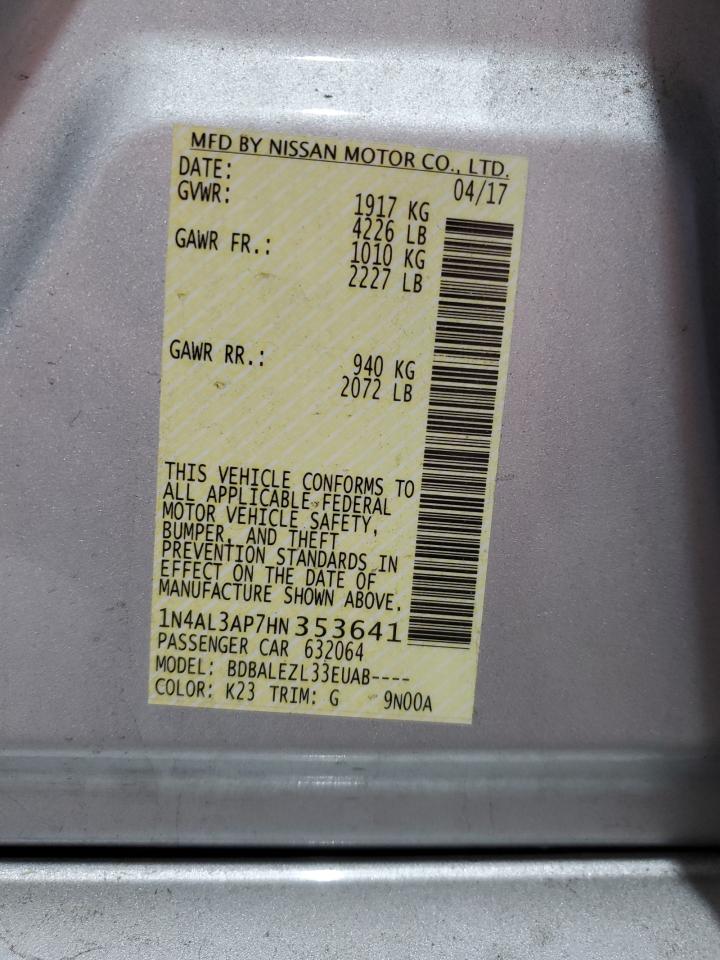 MFD BY NISSAN MOTOR CO., LTD.
DATE: 04/17
GVWR: 1917 KG
4226 LB
GAWR FR.: 1010 KG
2227 LB
GAWR RR.: 940 KG
2072 LB
THIS VEHICLE CONFORMS TO
ALL APPLICABLE FEDERAL
MOTOR VEHICLE SAFETY,
BUMPER, AND THEFT
PREVENTION STANDARDS IN
EFFECT ON THE DATE OF
MANUFACTURE SHOWN ABOVE.
1N4AL3AP7HN353641
PASSENGER CAR 632064
MODEL: BDBALEZL33EUAB----
COLOR: K23 TRIM: G 9N00A